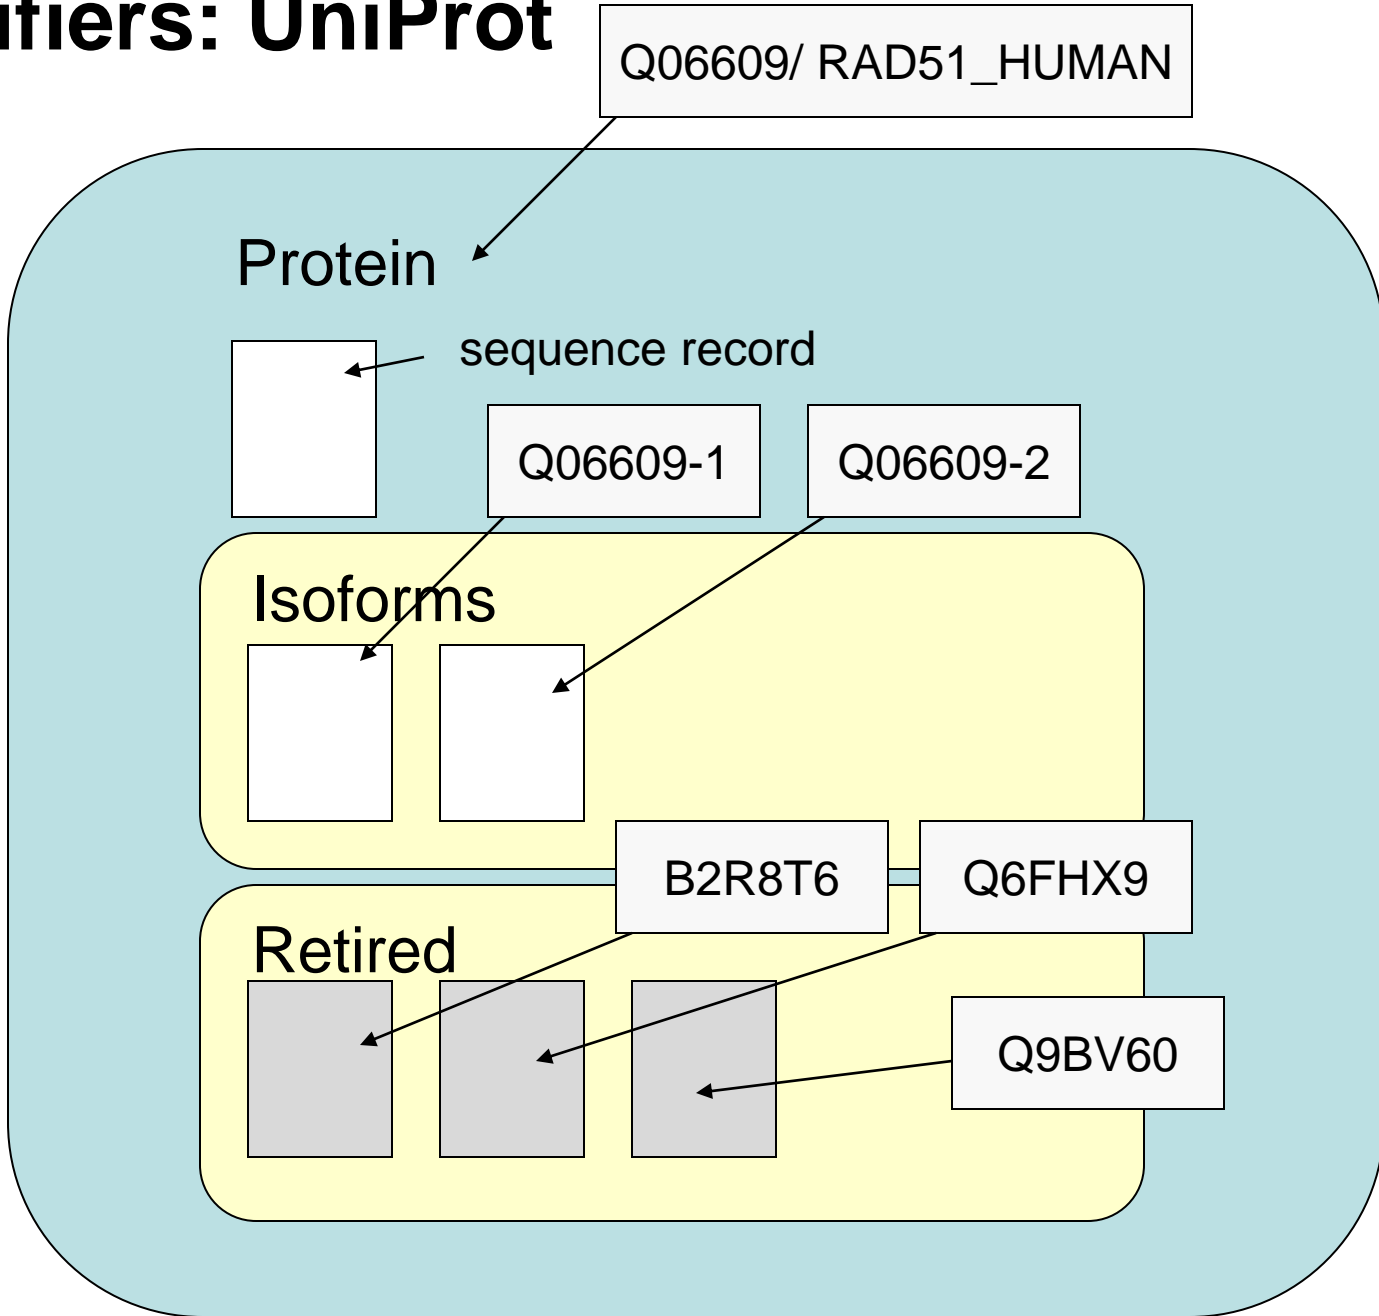 ifiers: UniProt
Q06609/ RAD51_HUMAN
Protein
sequence record
Q06609-1
Q06609-2
Isoforms
B2R8T6
Q6FHX9
Retired
Q9BV60